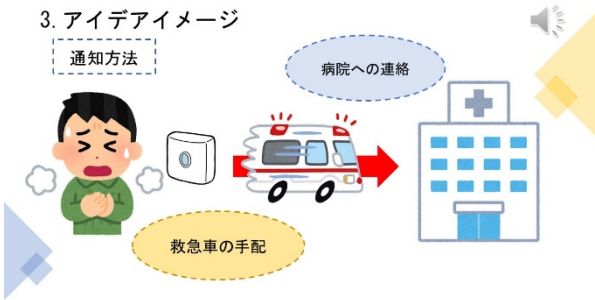 3. アイデアイメージ
通知方法
病院への連絡
救急車の手配